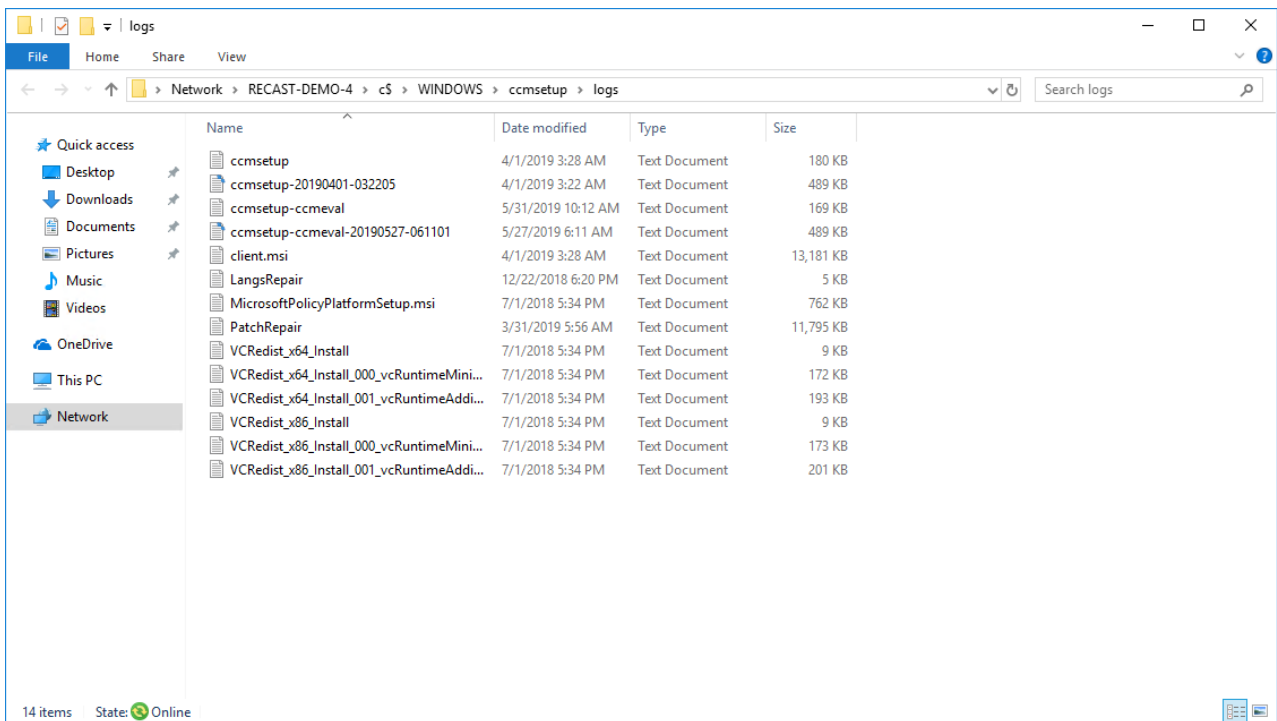 logs
File Home Share View
Network > RECAST-DEMO-4 > c$ > WINDOWS > ccmsetup > logs
Search logs
Quick access
Desktop
Downloads
Documents
Pictures
Music
Videos
OneDrive
This PC
Network
Name Date modified Type Size
ccmsetup 4/1/2019 3:28 AM Text Document 180 KB
ccmsetup-20190401-032205 4/1/2019 3:22 AM Text Document 489 KB
ccmsetup-ccmeval 5/31/2019 10:12 AM Text Document 169 KB
ccmsetup-ccmeval-20190527-061101 5/27/2019 6:11 AM Text Document 489 KB
client.msi 4/1/2019 3:28 AM Text Document 13,181 KB
LangsRepair 12/22/2018 6:20 PM Text Document 5 KB
MicrosoftPolicyPlatformSetup.msi 7/1/2018 5:34 PM Text Document 762 KB
PatchRepair 3/31/2019 5:56 AM Text Document 11,795 KB
VCRedist_x64_Install 7/1/2018 5:34 PM Text Document 9 KB
VCRedist_x64_Install_000_vcRuntimeMini... 7/1/2018 5:34 PM Text Document 172 KB
VCRedist_x64_Install_001_vcRuntimeAddi... 7/1/2018 5:34 PM Text Document 193 KB
VCRedist_x86_Install 7/1/2018 5:34 PM Text Document 9 KB
VCRedist_x86_Install_000_vcRuntimeMini... 7/1/2018 5:34 PM Text Document 173 KB
VCRedist_x86_Install_001_vcRuntimeAddi... 7/1/2018 5:34 PM Text Document 201 KB
14 items State: Online